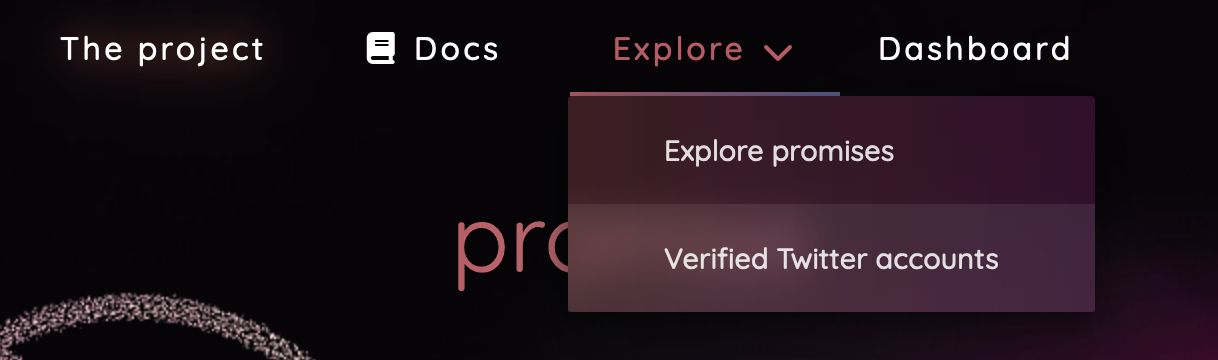 The project
Docs
Explore
Dashboard
Explore promises
Verified Twitter accounts